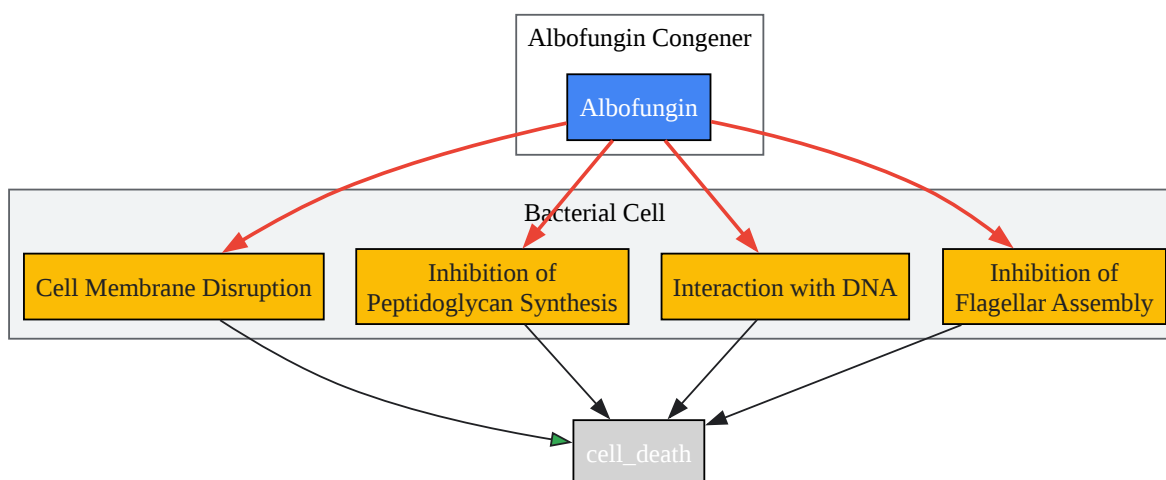 Albofungin Congener
Albofungin
Bacterial Cell
Cell Membrane Disruption
Inhibition of
Peptidoglycan Synthesis
Interaction with DNA
Inhibition of
Flagellar Assembly
cell_death